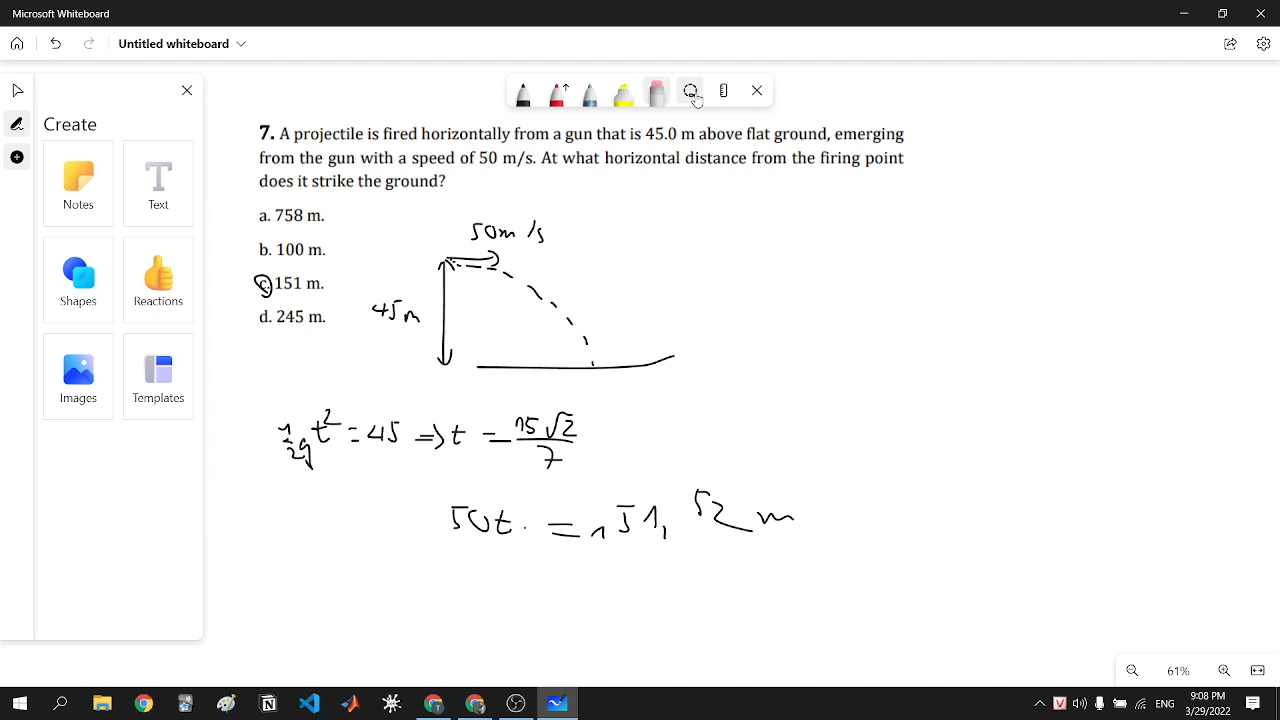 Microsoft Whiteboard
Untitled whiteboard
Create
Notes
Text
Shapes
Reactions
Images
Templates
7. A projectile is fired horizontally from a gun that is 45.0 m above flat ground, emerging
from the gun with a speed of 50 m/s. At what horizontal distance from the firing point
does it strike the ground?
a. 758 m.
b. 100 m.
c. 151 m.
d. 245 m.
50m/s
45m
1/2 g t² = 45 => t = 15√2/7
50t. = 151,52 m
61%
9:08 PM
3/29/2022